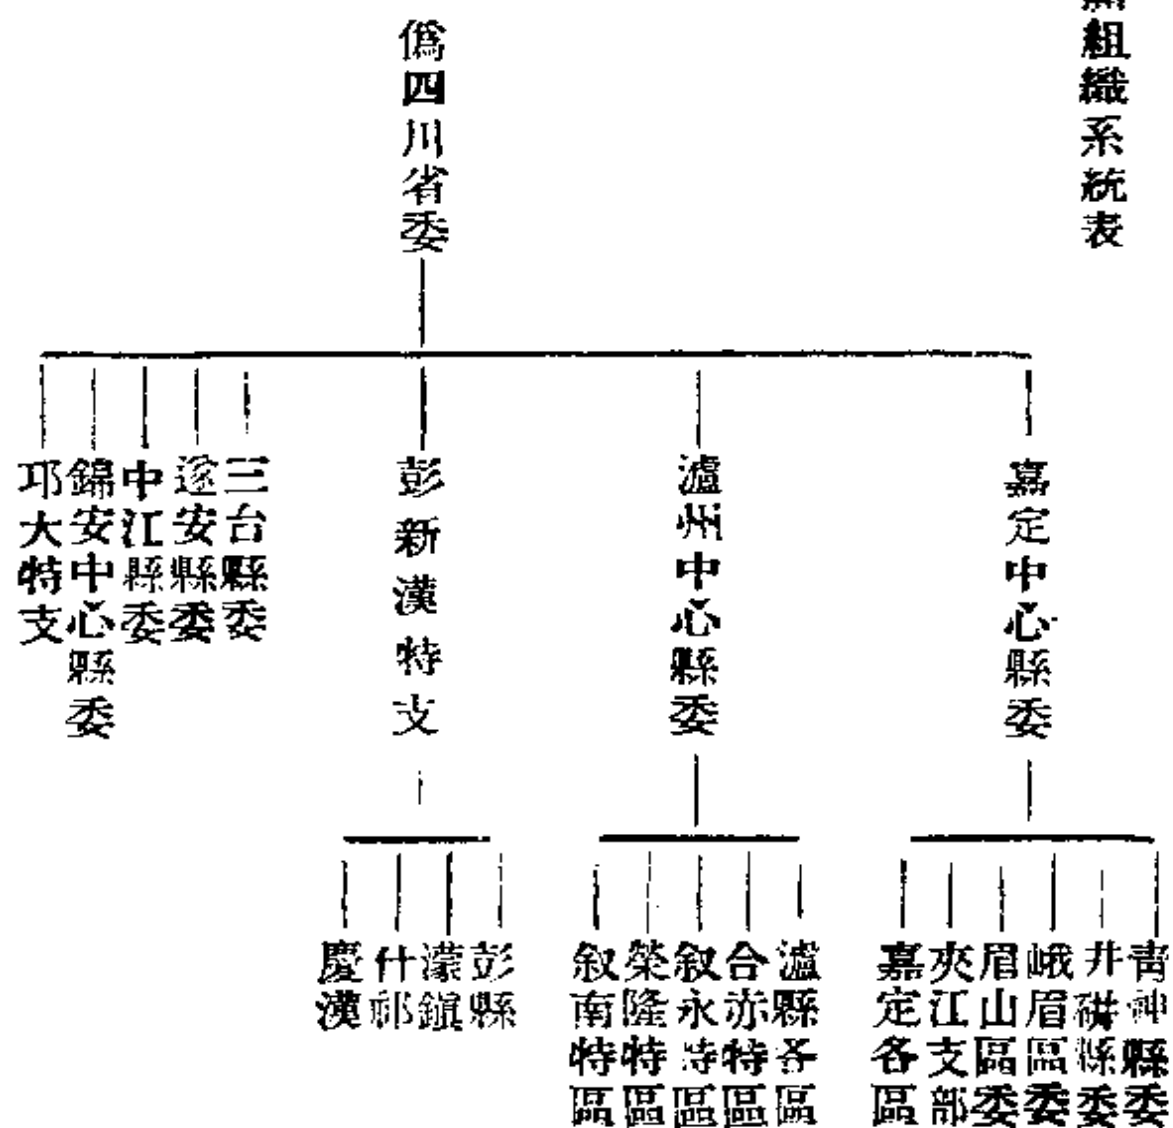 組織系統表
僞四川省委
嘉定中心縣委
瀘州中心縣委
彭新漢特支
三台縣委
遂安縣委
中江縣委
錦安中心縣委
邛大特支
青神縣委
井研縣委
峨眉區委
眉山區委
夾江支部
嘉定各區
瀘縣各區
合赤特區
叙永特區
榮隆特區
叙南特區
彭縣
濛鎮
什邡
慶漢